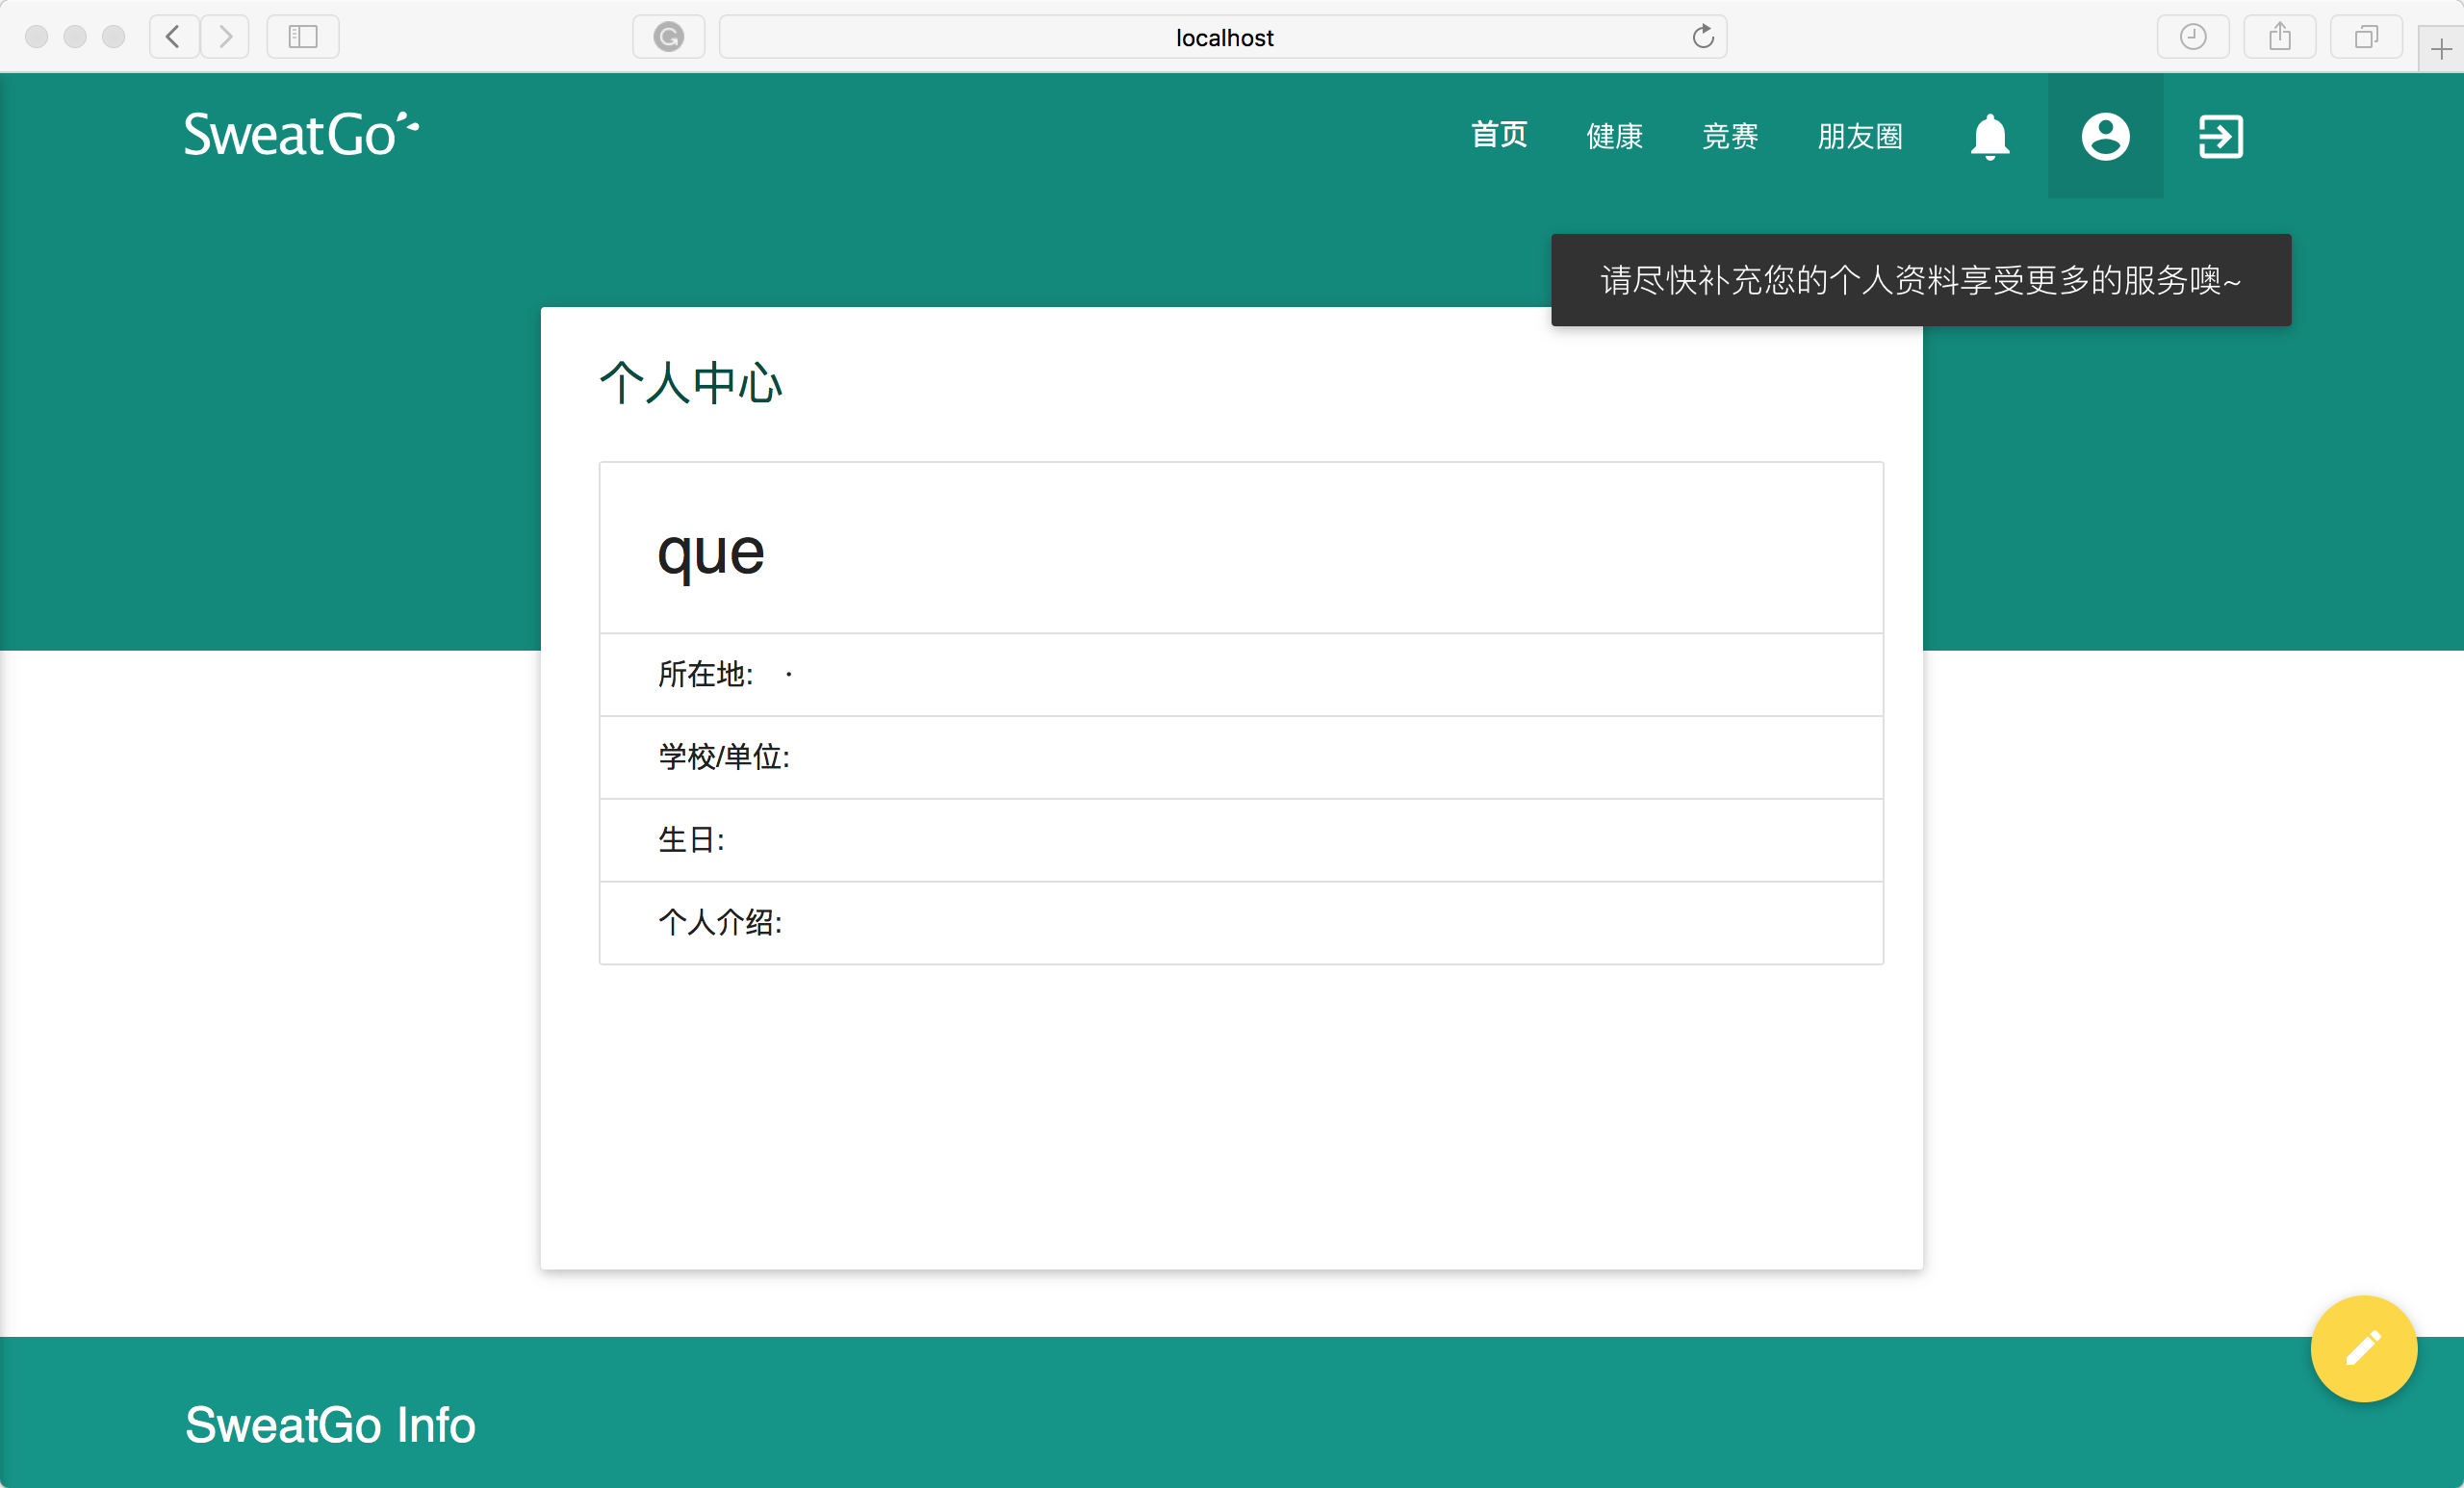 localhost
SweatGo
首页 健康 竞赛 朋友圈
请尽快补充您的个人资料享受更多的服务噢~
个人中心
que
所在地: ·
学校/单位:
生日:
个人介绍:
SweatGo Info